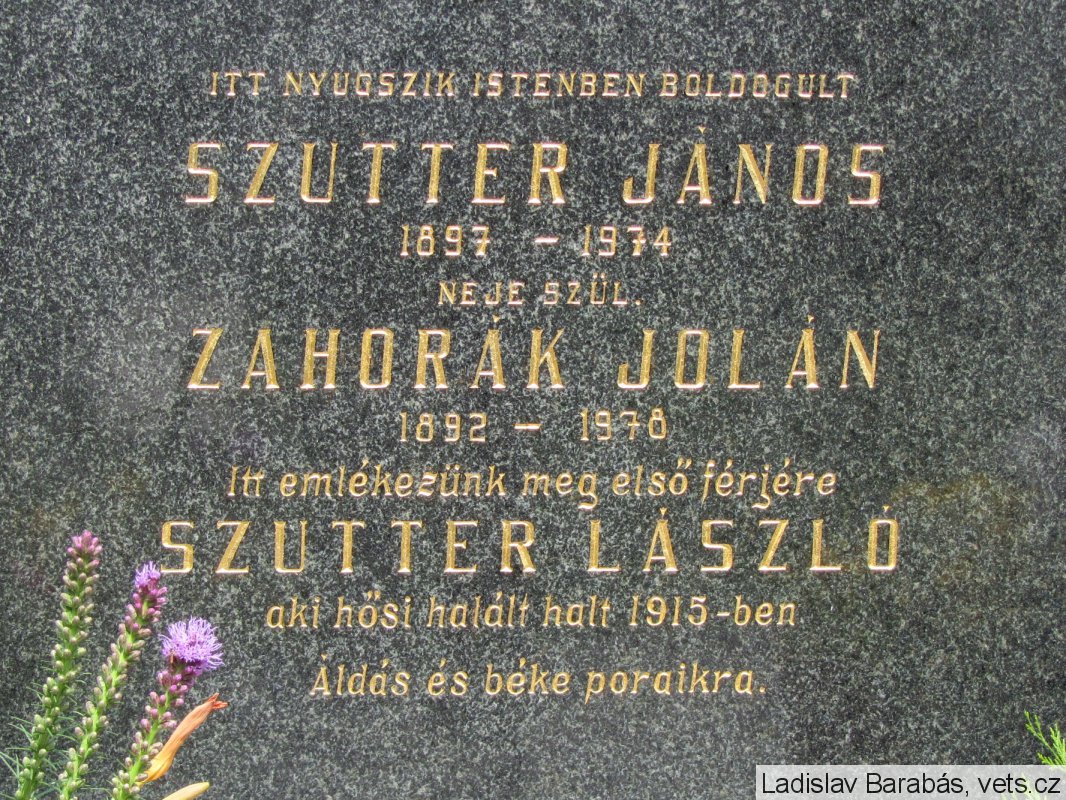 ITT NYUGSZIK ISTENBEN BOLDOGULT
SZUTTER JÁNOS
1897 - 1974
NEJE SZÜL.
ZAHORÁK JOLÁN
1892 - 1978
Itt emlékezünk meg első férjére
SZUTTER LÁSZLÓ
aki hősi halált halt 1915-ben
Áldás és béke poraikra.
Ladislav Barabás, vets.cz